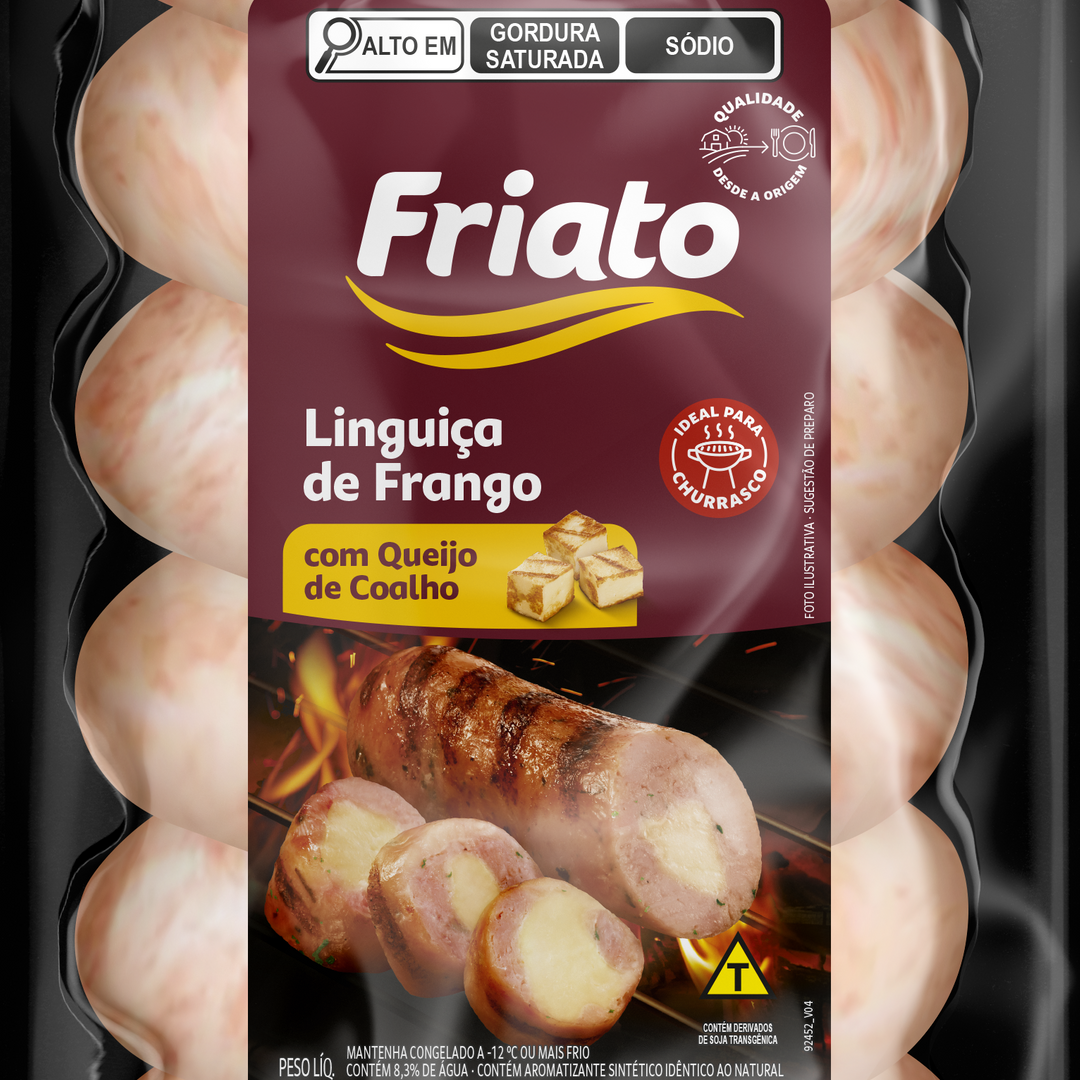 ALTO EM
GORDURA
SATURADA
SÓDIO
QUALIDADE
DESDE A ORIGEM
Friato
Linguiça
de Frango
IDEAL PARA
CHURRASCO
com Queijo
de Coalho
FOTO ILUSTRATIVA - SUGESTÃO DE PREPARO
T
CONTÉM DERIVADOS
DE SOJA TRANSGÊNICA
92452_V04
PESO LÍQ.
MANTENHA CONGELADO A -12 ºC OU MAIS FRIO
CONTÉM 8,3% DE ÁGUA · CONTÉM AROMATIZANTE SINTÉTICO IDÊNTICO AO NATURAL